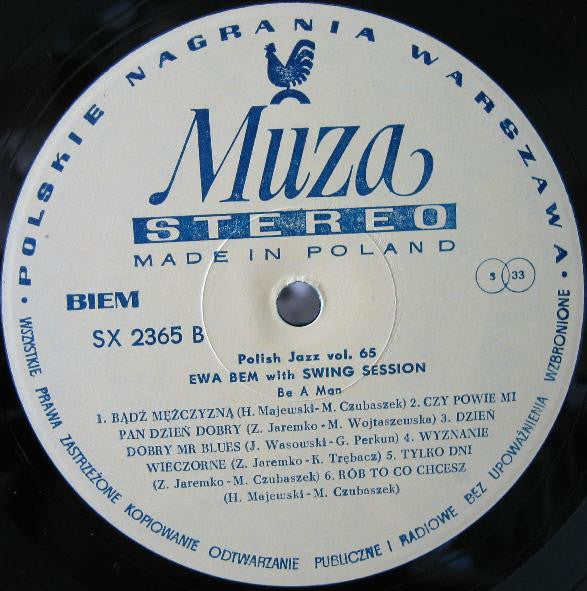 • POLSKIE NAGRANIA WARSZAWA •
Muza
STEREO
MADE IN POLAND
BIEM
S 33
SX 2365 B
Polish Jazz vol. 65
EWA BEM with SWING SESSION
Be A Man
1. BĄDŹ MĘŻCZYZNĄ (H. Majewski - M. Czubaszek) 2. CZY POWIE MI
PAN DZIEŃ DOBRY (Z. Jaremko - M. Wojtaszewska) 3. DZIEŃ
DOBRY MR BLUES (J. Wasowski - G. Perkun) 4. WYZNANIE
WIECZORNE (Z. Jaremko - K. Trębacz) 5. TYLKO DNI
(Z. Jaremko - M. Czubaszek) 6. RÓB TO CO CHCESZ
(H. Majewski - M. Czubaszek)
WSZYSTKIE PRAWA ZASTRZEŻONE KOPIOWANIE ODTWARZANIE PUBLICZNE I RADIOWE BEZ UPOWAŻNIENIA WZBRONIONE